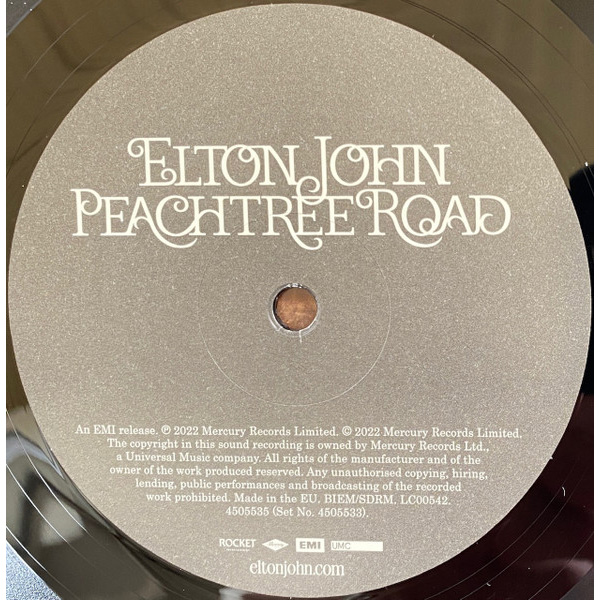 ELTON JOHN
PEACHTREE ROAD
An EMI release. ℗ 2022 Mercury Records Limited. © 2022 Mercury Records Limited.
The copyright in this sound recording is owned by Mercury Records Ltd.,
a Universal Music company. All rights of the manufacturer and of the
owner of the work produced reserved. Any unauthorised copying, hiring,
lending, public performances and broadcasting of the recorded
work prohibited. Made in the EU. BIEM/SDRM. LC00542.
4505535 (Set No. 4505533).
ROCKET EMI UMC
eltonjohn.com